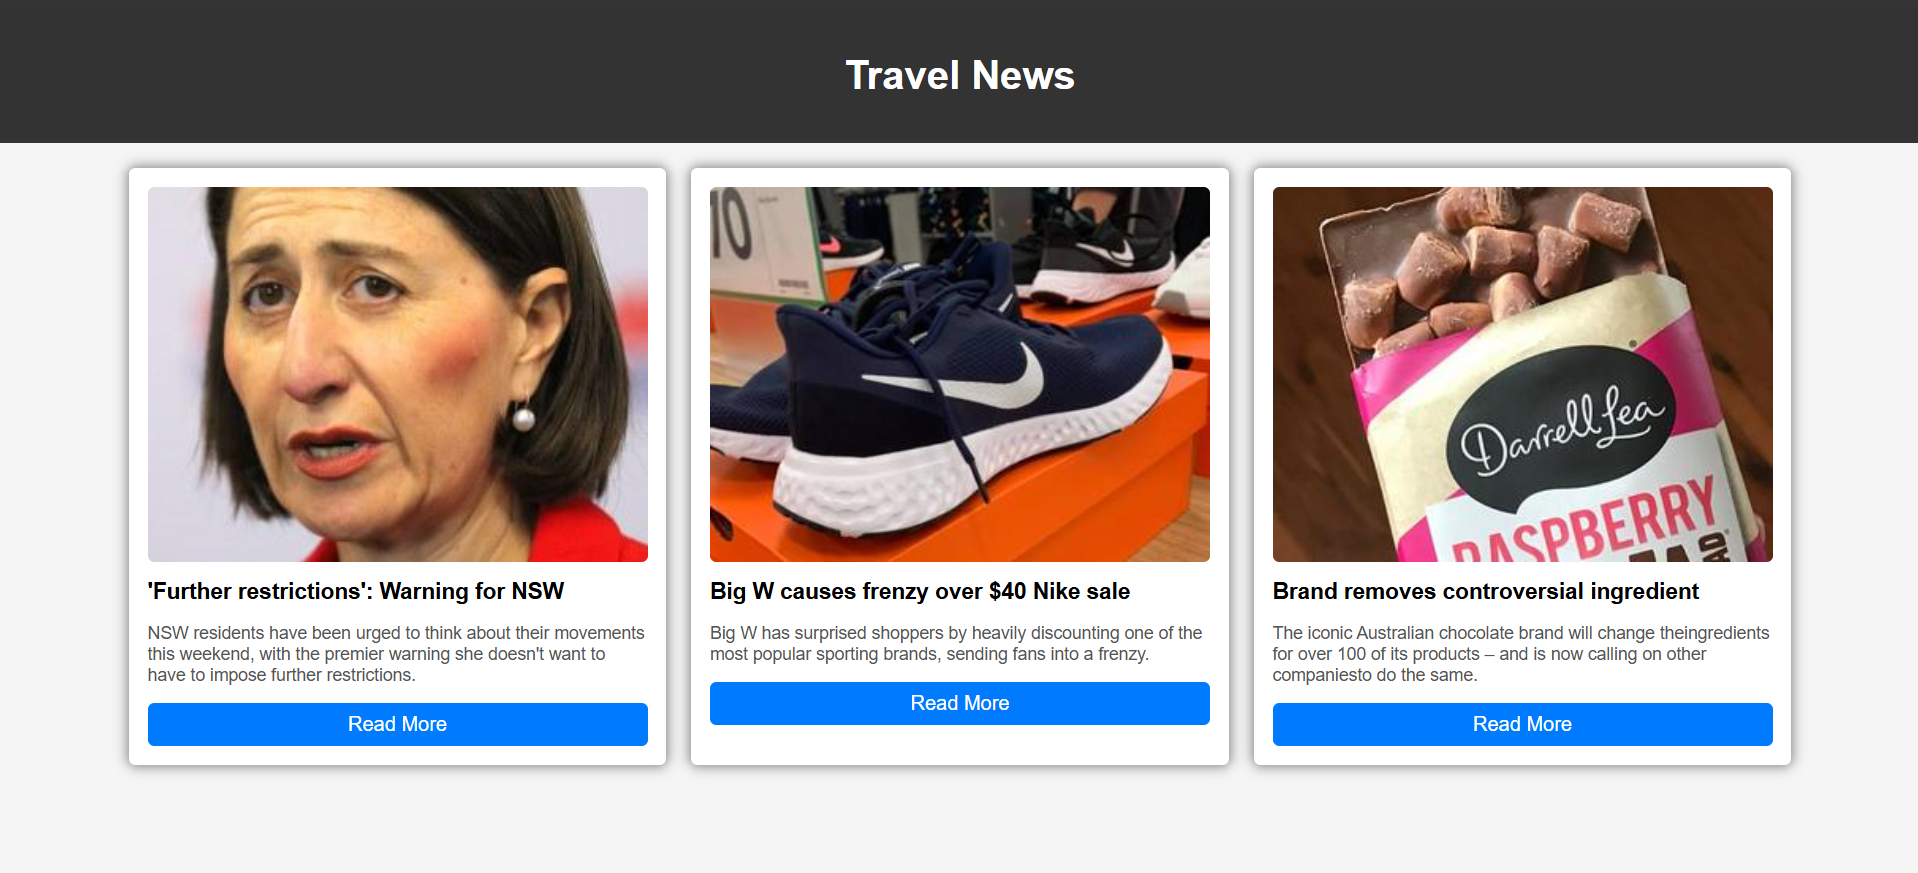 Travel News
10
Darrell Lea
RASPBERRY
'Further restrictions': Warning for NSW
NSW residents have been urged to think about their movements
this weekend, with the premier warning she doesn't want to
have to impose further restrictions.
Read More
Big W causes frenzy over $40 Nike sale
Big W has surprised shoppers by heavily discounting one of the
most popular sporting brands, sending fans into a frenzy.
Read More
Brand removes controversial ingredient
The iconic Australian chocolate brand will change theingredients
for over 100 of its products – and is now calling on other
companiesto do the same.
Read More